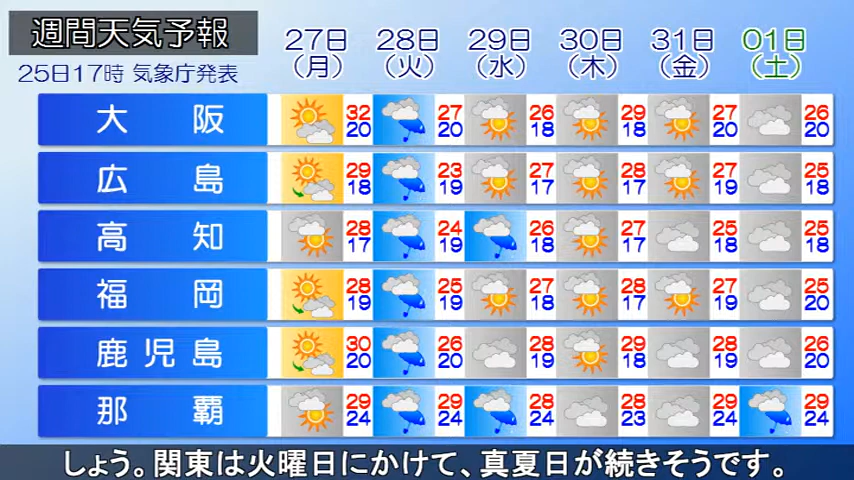 週間天気予報
25日17時 気象庁発表
27日 28日 29日 30日 31日 01日
(月) (火) (水) (木) (金) (土)
大阪 32 20 27 20 26 18 29 18 27 20 26 20
広島 29 18 23 19 27 17 28 17 27 19 25 18
高知 28 17 24 19 26 18 27 17 25 18 25 18
福岡 28 19 25 19 27 18 28 17 27 19 25 20
鹿児島 30 20 26 20 28 19 29 18 28 19 26 20
那覇 29 24 29 24 28 24 28 23 29 24 29 24
しょう。関東は火曜日にかけて、真夏日が続きそうです。